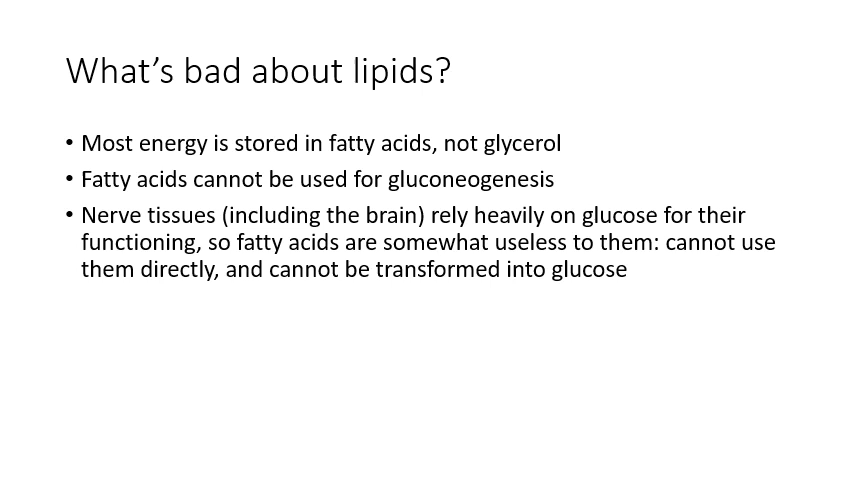 What’s bad about lipids?
• Most energy is stored in fatty acids, not glycerol
• Fatty acids cannot be used for gluconeogenesis
• Nerve tissues (including the brain) rely heavily on glucose for their
functioning, so fatty acids are somewhat useless to them: cannot use
them directly, and cannot be transformed into glucose